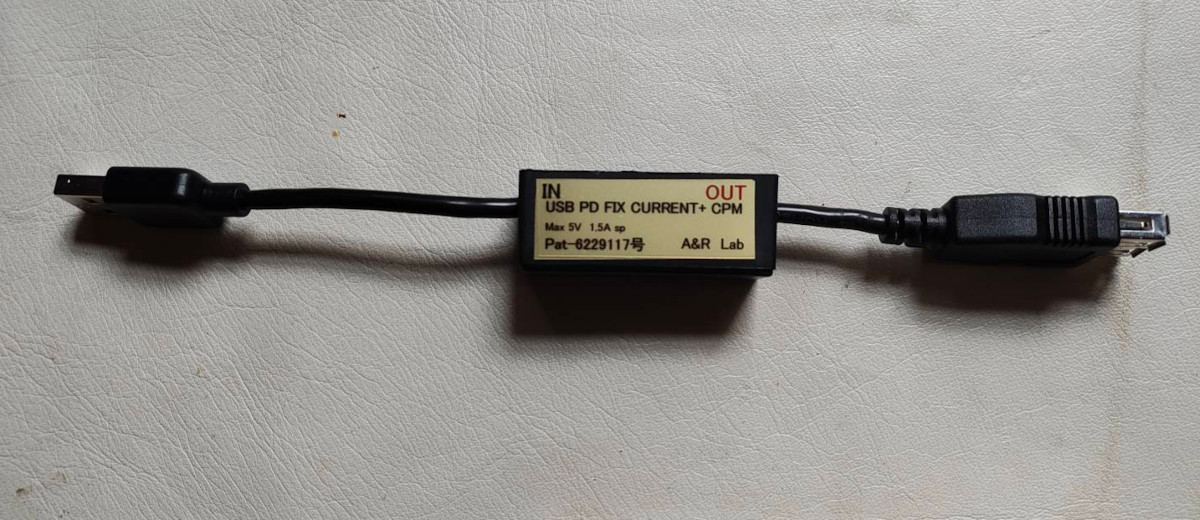 IN OUT
USB PD FIX CURRENT+ CPM
Max 5V 1.5A sp
Pat-6229117号 A&R Lab